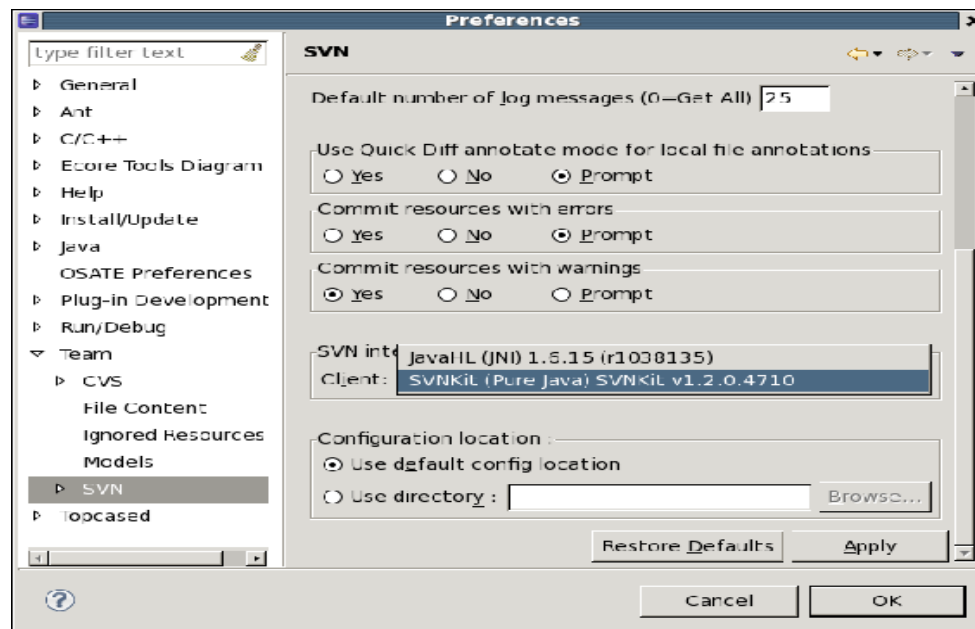 Preferences
type filter text
SVN
General
Ant
C/C++
Ecore Tools Diagram
Help
Install/Update
Java
OSATE Preferences
Plug-in Development
Run/Debug
Team
CVS
File Content
Ignored Resources
Models
SVN
Topcased
Default number of log messages (0—Get All) 25
Use Quick Diff annotate mode for local file annotations
Yes No Prompt
Commit resources with errors
Yes No Prompt
Commit resources with warnings
Yes No Prompt
SVN inte
JavaHL (JNI) 1.6.15 (r1038135)
Client: SVNKit (Pure Java) SVNKit v1.2.0.4710
Configuration location :
Use default config location
Use directory : Browse...
Restore Defaults Apply
Cancel OK